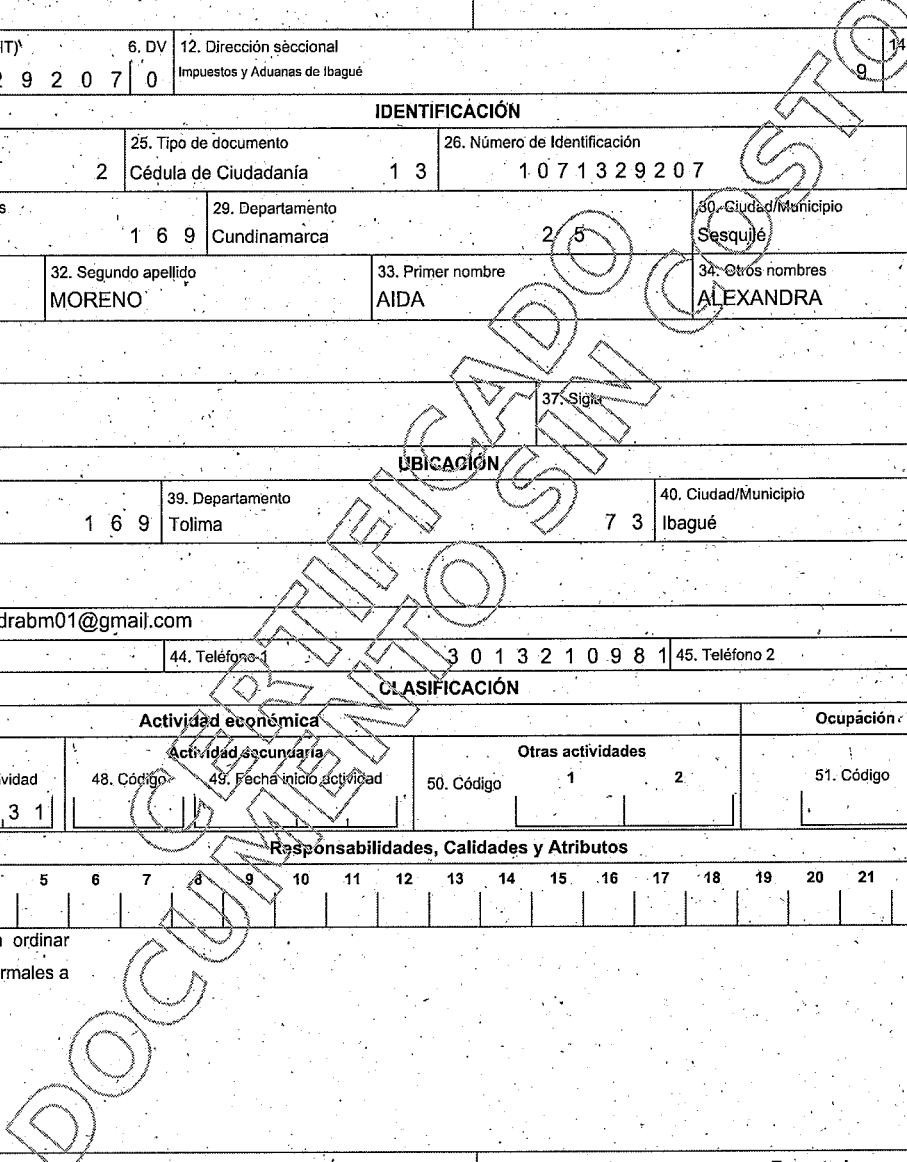 IT) 6. DV 12. Dirección seccional 14
2 9 2 0 7 0 Impuestos y Aduanas de Ibagué 9
IDENTIFICACIÓN
25. Tipo de documento 26. Número de Identificación
2 Cédula de Ciudadanía 1 3 1 0 7 1 3 2 9 2 0 7
s 29. Departamento 30. Ciudad/Municipio
1 6 9 Cundinamarca 2 5 Sesquilé
32. Segundo apellido 33. Primer nombre 34. Otros nombres
MORENO AIDA ALEXANDRA
37. Sigla
UBICACIÓN
39. Departamento 40. Ciudad/Municipio
1 6 9 Tolima 7 3 Ibagué
drabm01@gmail.com
44. Teléfono 1 3 0 1 3 2 1 0 9 8 1 45. Teléfono 2
CLASIFICACIÓN
Actividad económica Ocupación
Actividad secundaria Otras actividades
vidad 48. Código 49. Fecha inicio actividad 50. Código 1 2 51. Código
3 1
Responsabilidades, Calidades y Atributos
5 6 7 8 9 10 11 12 13 14 15 16 17 18 19 20 21
ordinar
rmales a
CERTIFICADO
DOCUMENTO SIN COSTO